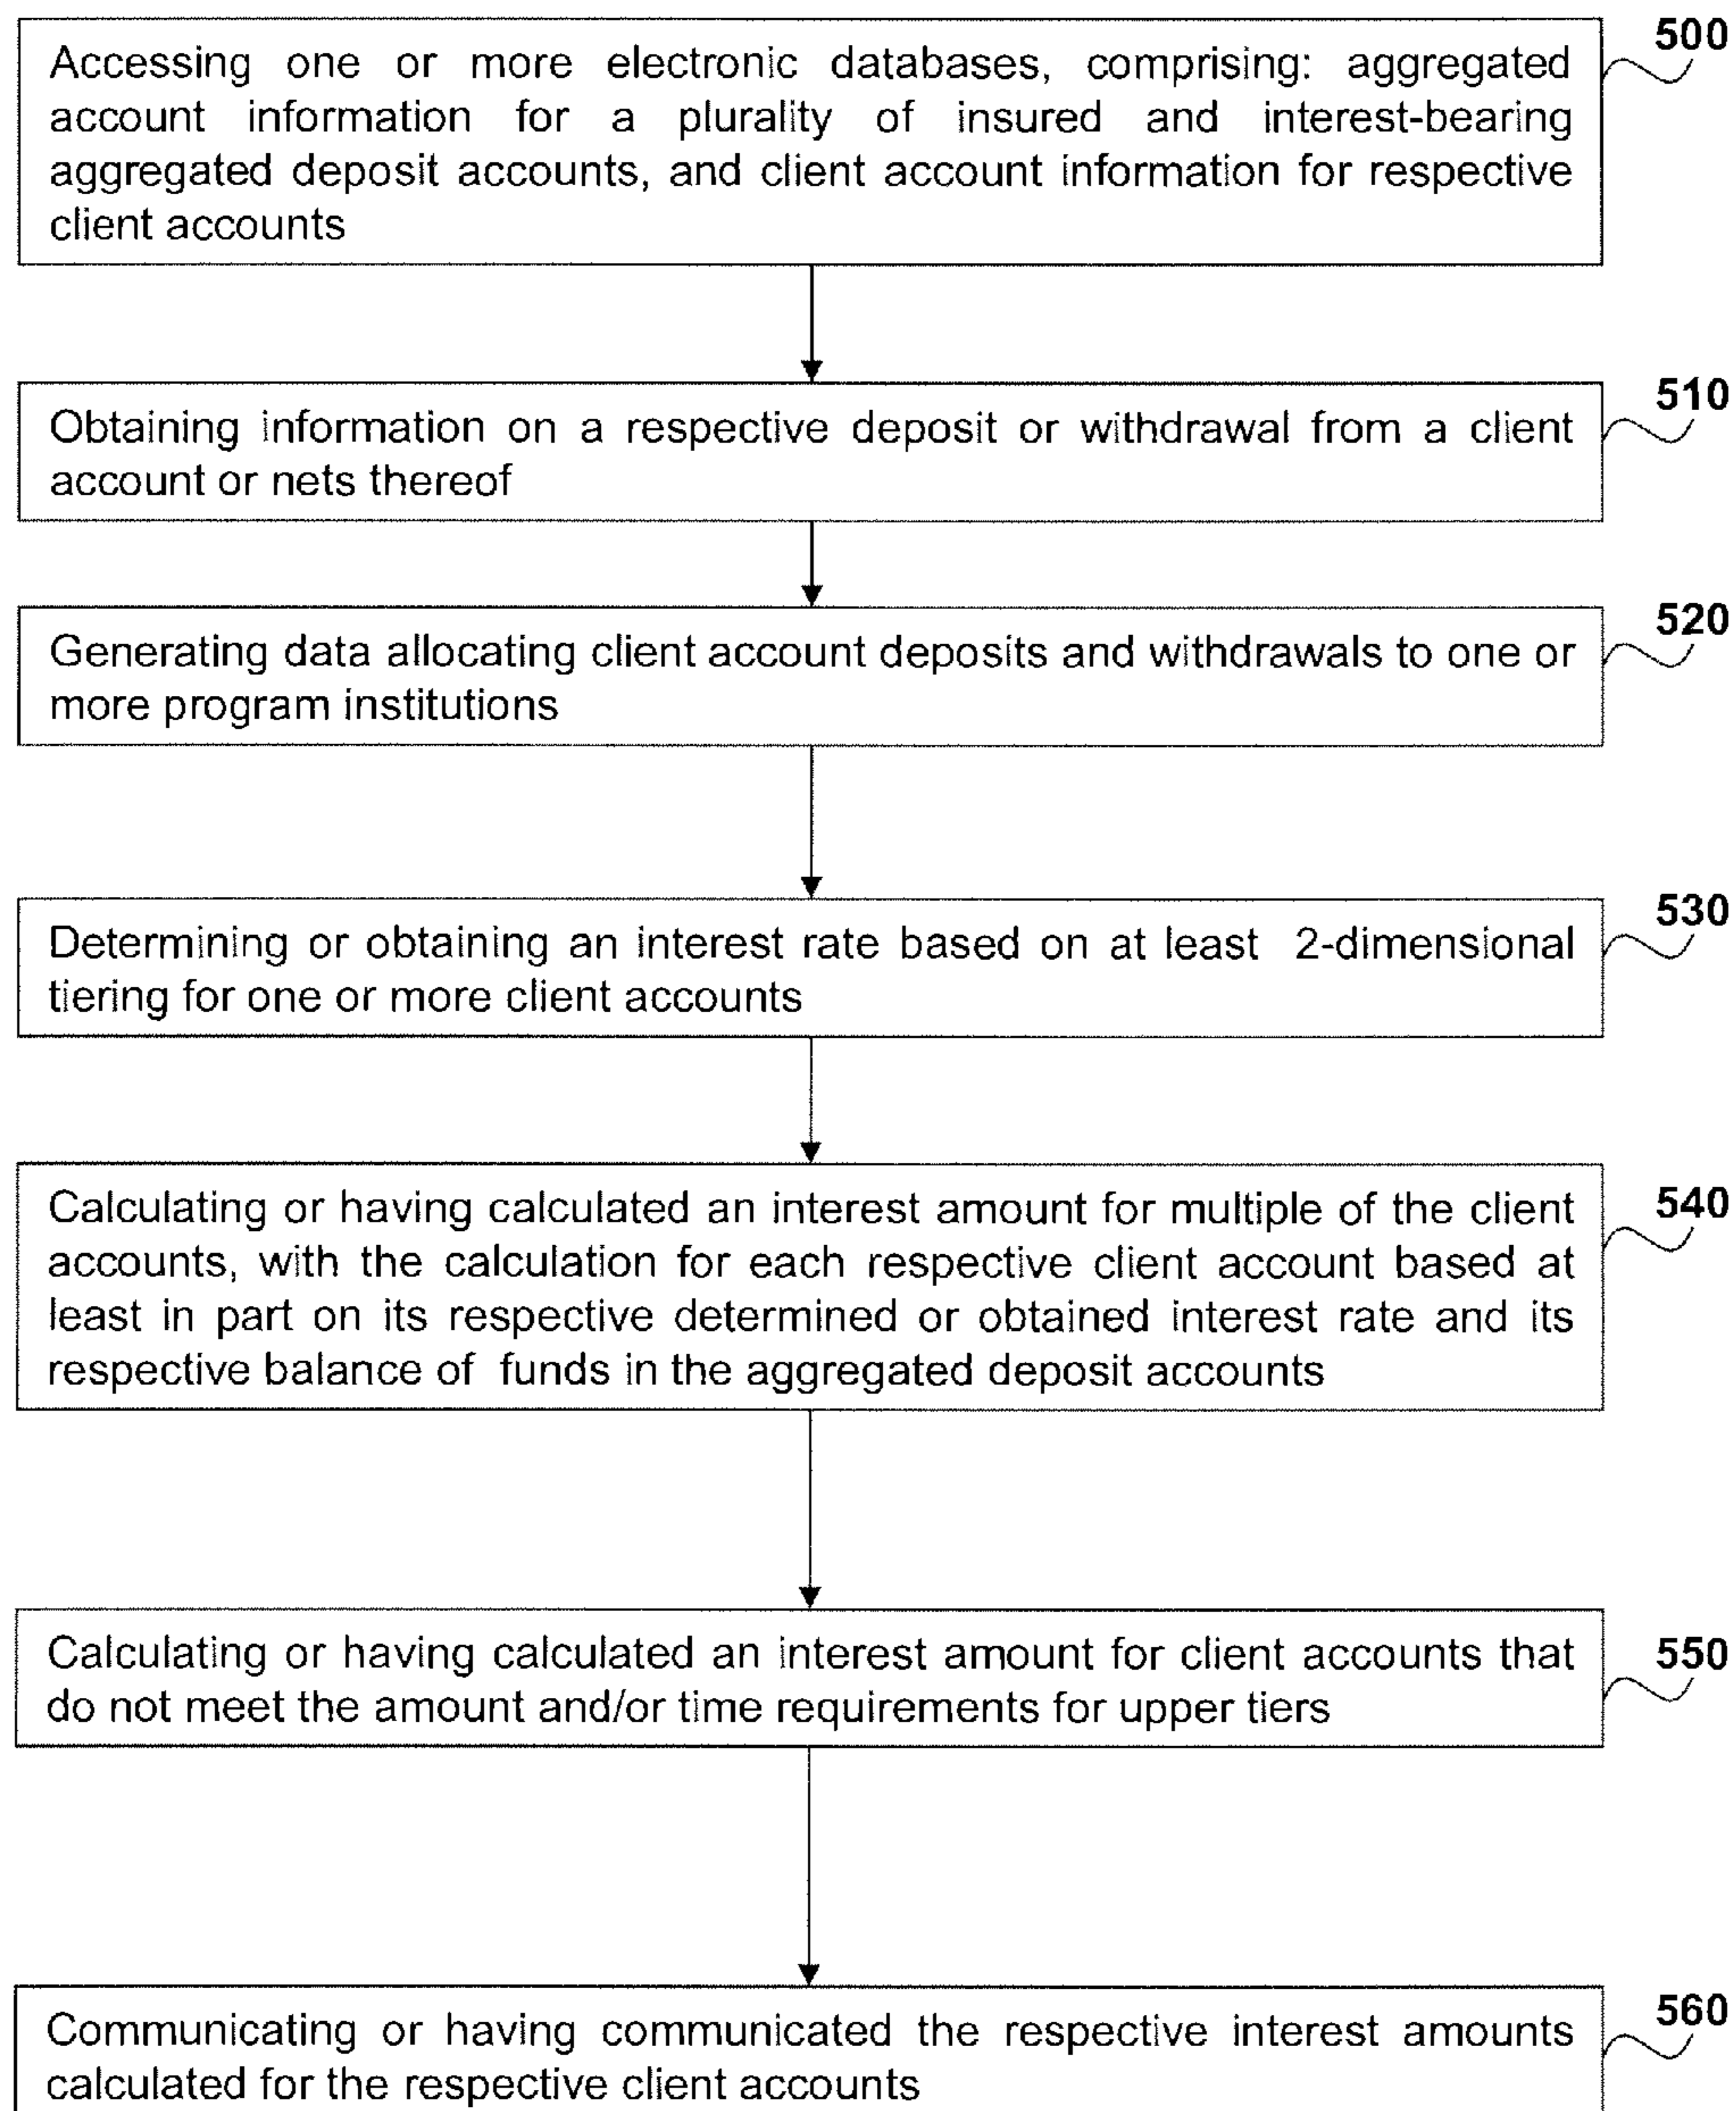 500
Accessing one or more electronic databases, comprising: aggregated
account information for a plurality of insured and interest-bearing
aggregated deposit accounts, and client account information for respective
client accounts
510
Obtaining information on a respective deposit or withdrawal from a client
account or nets thereof
520
Generating data allocating client account deposits and withdrawals to one or
more program institutions
530
Determining or obtaining an interest rate based on at least 2-dimensional
tiering for one or more client accounts
540
Calculating or having calculated an interest amount for multiple of the client
accounts, with the calculation for each respective client account based at
least in part on its respective determined or obtained interest rate and its
respective balance of funds in the aggregated deposit accounts
550
Calculating or having calculated an interest amount for client accounts that
do not meet the amount and/or time requirements for upper tiers
560
Communicating or having communicated the respective interest amounts
calculated for the respective client accounts